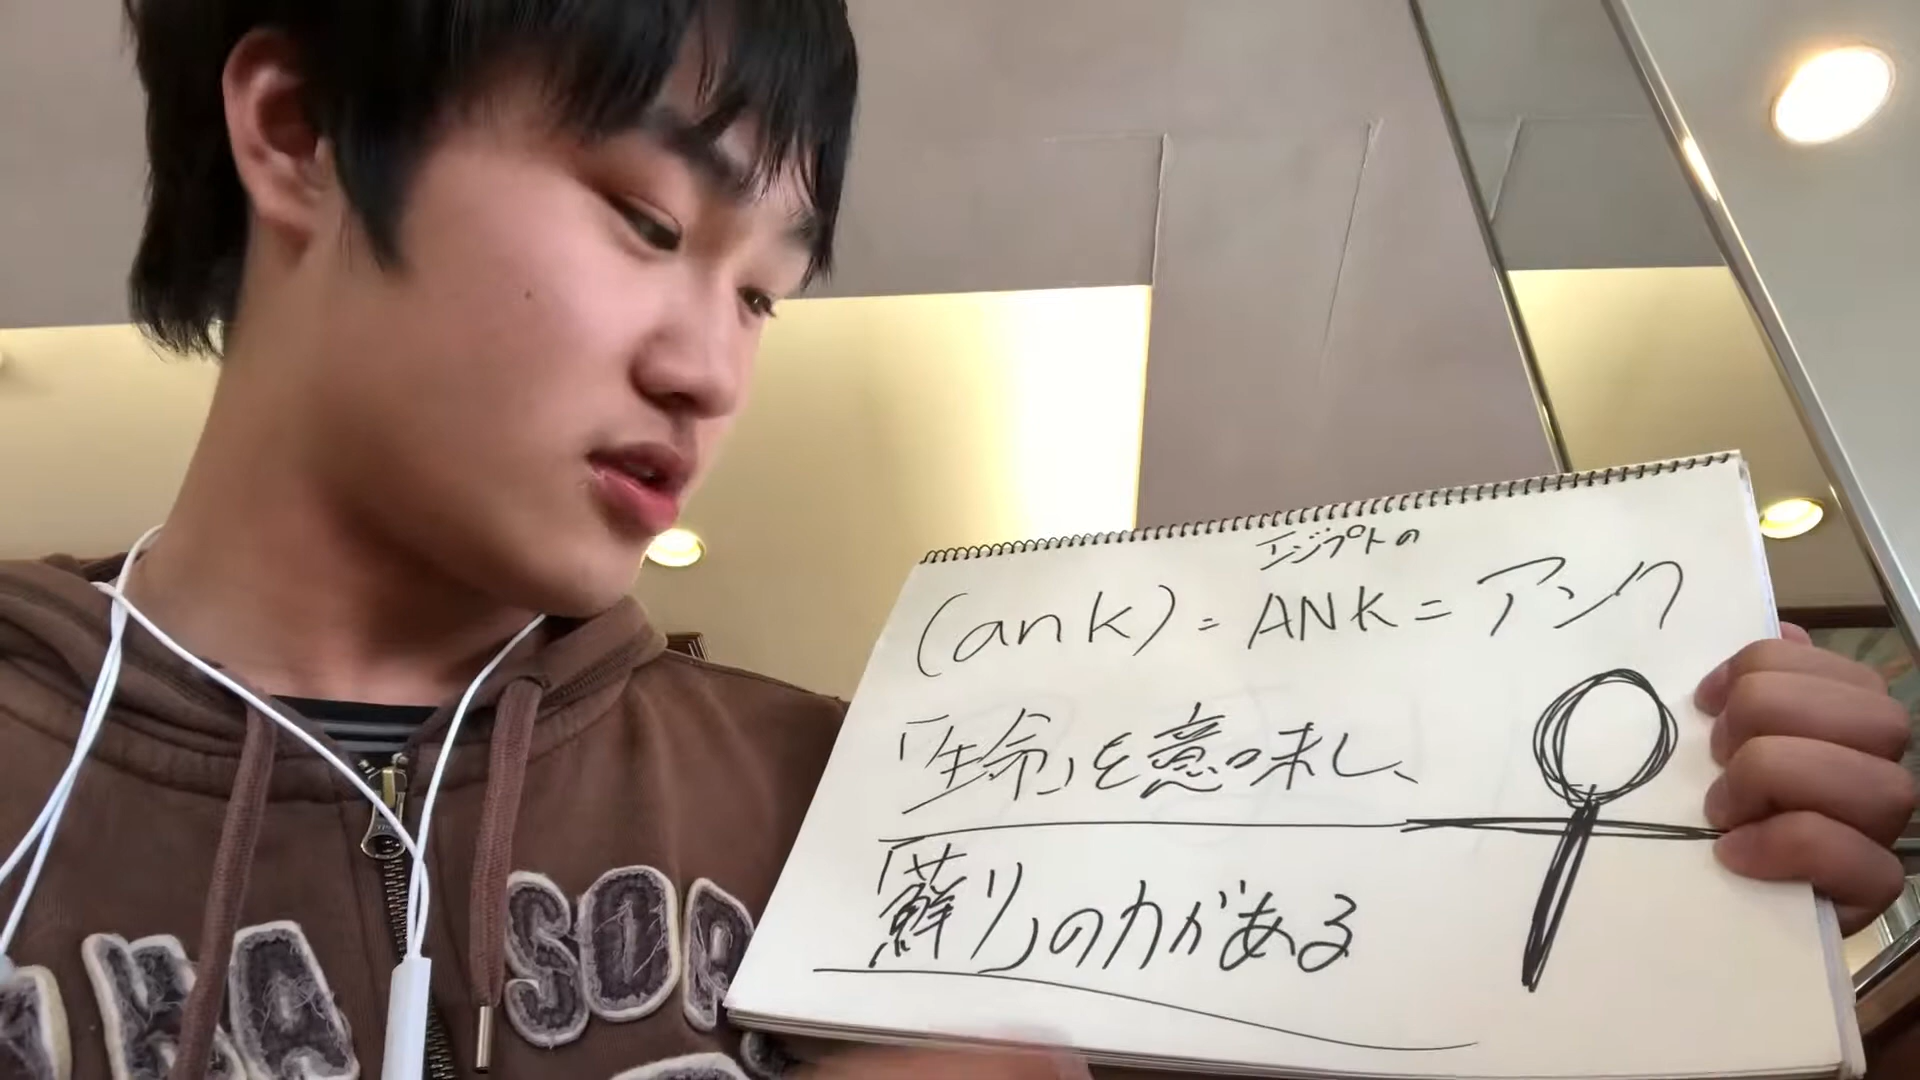 エジプトの
(ank) = ANK = アンク
「生命」を意味し、
「蘇り」の力がある